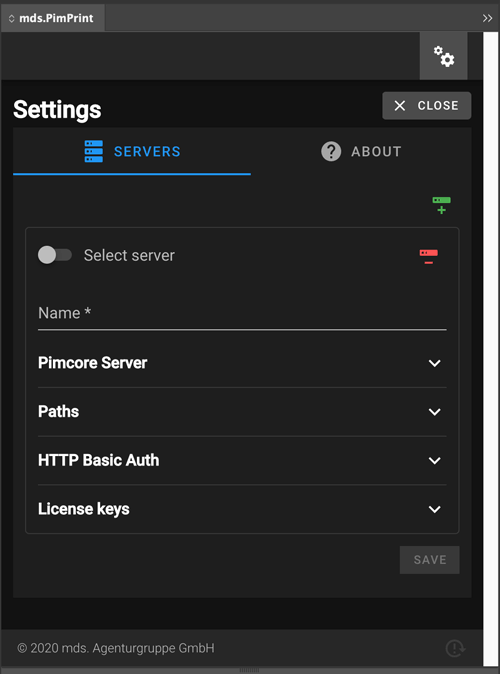 mds.PimPrint
Settings
CLOSE
SERVERS
ABOUT
Select server
Name *
Pimcore Server
Paths
HTTP Basic Auth
License keys
SAVE
© 2020 mds. Agenturgruppe GmbH